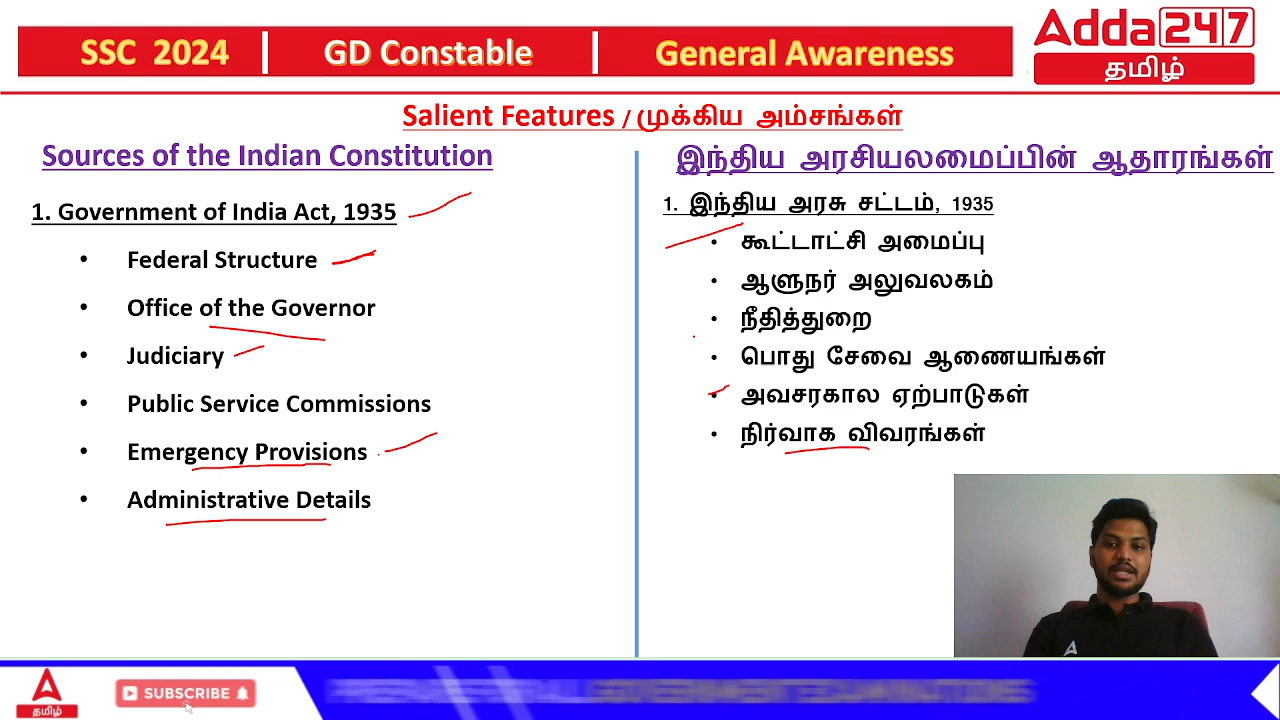 SSC 2024
GD Constable
General Awareness
Adda247
தமிழ்
Salient Features / முக்கிய அம்சங்கள்
Sources of the Indian Constitution
1. Government of India Act, 1935
• Federal Structure
• Office of the Governor
• Judiciary
• Public Service Commissions
• Emergency Provisions
• Administrative Details
இந்திய அரசியலமைப்பின் ஆதாரங்கள்
1. இந்திய அரசு சட்டம், 1935
• கூட்டாட்சி அமைப்பு
• ஆளுநர் அலுவலகம்
• நீதித்துறை
• பொது சேவை ஆணையங்கள்
• அவசரகால ஏற்பாடுகள்
• நிர்வாக விவரங்கள்
தமிழ்
SUBSCRIBE